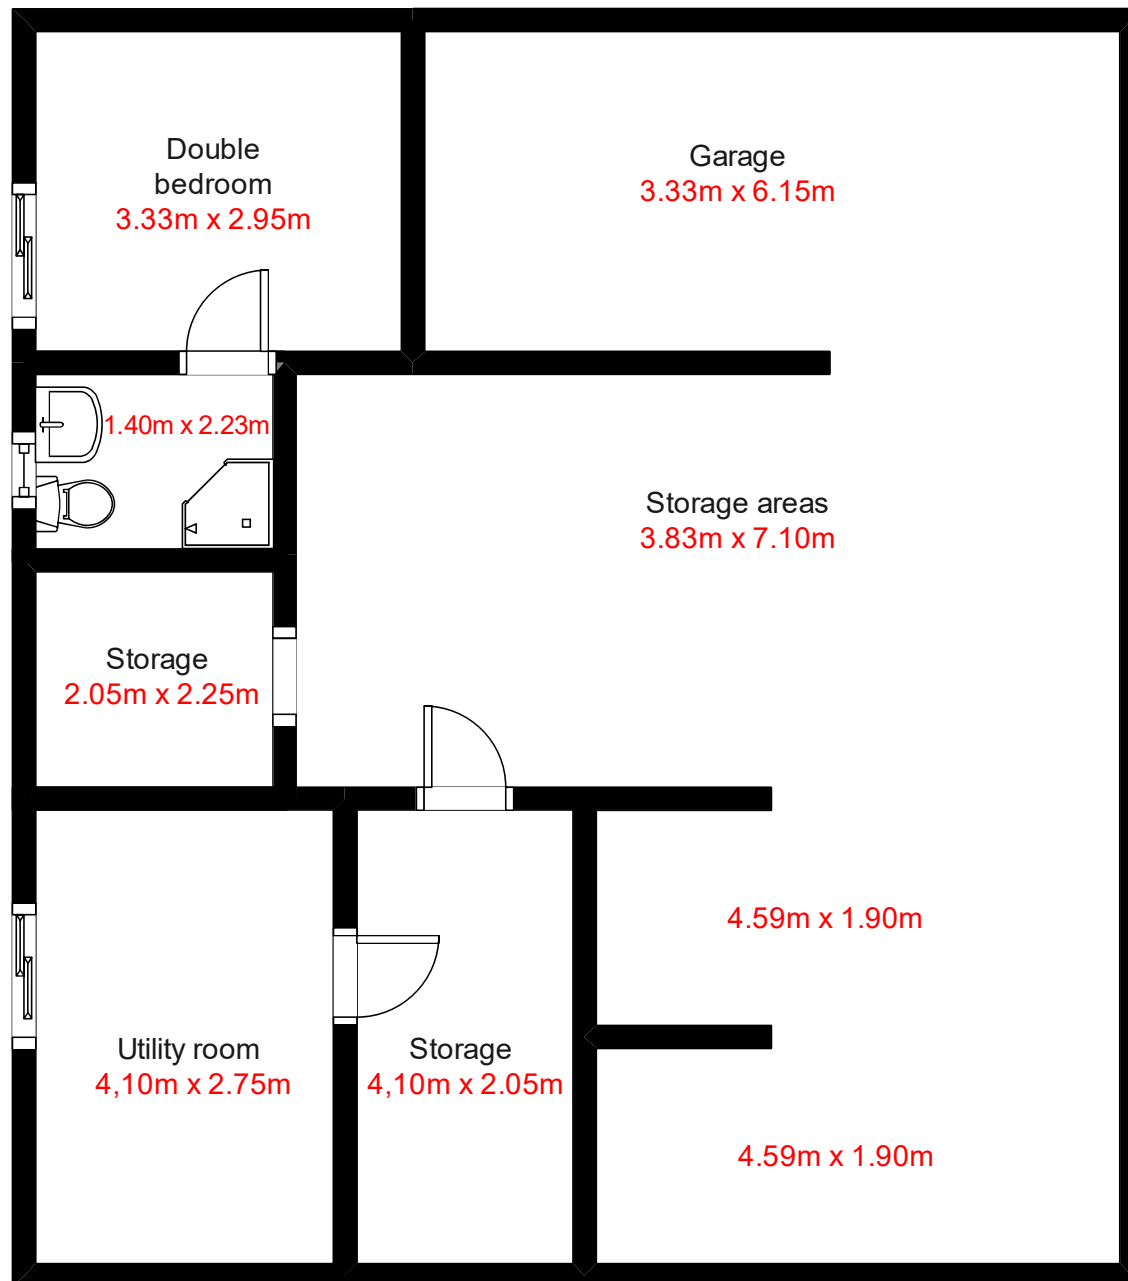 Double
bedroom
3.33m x 2.95m
Garage
3.33m x 6.15m
1.40m x 2.23m
Storage areas
3.83m x 7.10m
Storage
2.05m x 2.25m
4.59m x 1.90m
Utility room
4,10m x 2.75m
Storage
4,10m x 2.05m
4.59m x 1.90m